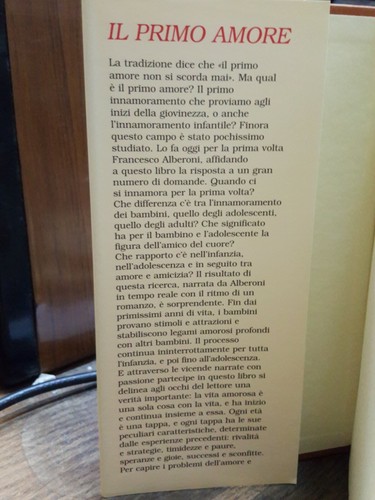 IL PRIMO AMORE
La tradizione dice che «il primo
amore non si scorda mai». Ma qual
è il primo amore? Il primo
innamoramento che proviamo agli
inizi della giovinezza, o anche
l'innamoramento infantile? Finora
questo campo è stato pochissimo
studiato. Lo fa oggi per la prima volta
Francesco Alberoni, affidando
a questo libro la risposta a un gran
numero di domande. Quando ci
si innamora per la prima volta?
Che differenza c'è tra l'innamoramento
dei bambini, quello degli adolescenti,
quello degli adulti? Che significato
ha per il bambino e l'adolescente la
figura dell'amico del cuore?
Che rapporto c'è nell'infanzia,
nell'adolescenza e in seguito tra
amore e amicizia? Il risultato di
questa ricerca, narrata da Alberoni
in tempo reale con il ritmo di un
romanzo, è sorprendente. Fin dai
primissimi anni di vita, i bambini
provano stimoli e attrazioni e
stabiliscono legami amorosi profondi
con altri bambini. Il processo
continua ininterrottamente per tutta
l'infanzia, e poi fino all'adolescenza.
E attraverso le vicende narrate con
passione partecipe in questo libro si
delinea agli occhi del lettore una
verità importante: la vita amorosa è
una sola cosa con la vita, e ha inizio
e continua insieme a essa. Ogni età
è una tappa, e ogni tappa ha le sue
peculiari caratteristiche, determinate
dalle esperienze precedenti: rivalità
e strategie, timidezze e paure,
speranze e gioie, successi e sconfitte.
Per capire i problemi dell'amore e